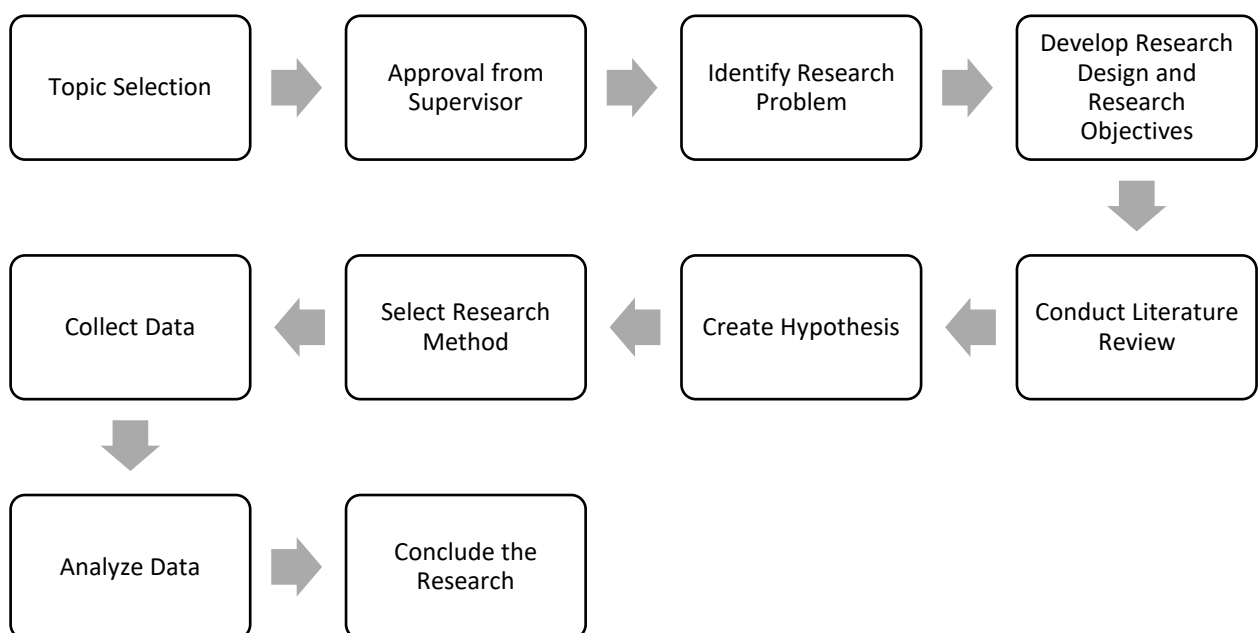 Topic Selection
Approval from
Supervisor
Identify Research
Problem
Develop Research
Design and
Research
Objectives
Conduct Literature
Review
Create Hypothesis
Select Research
Method
Collect Data
Analyze Data
Conclude the
Research